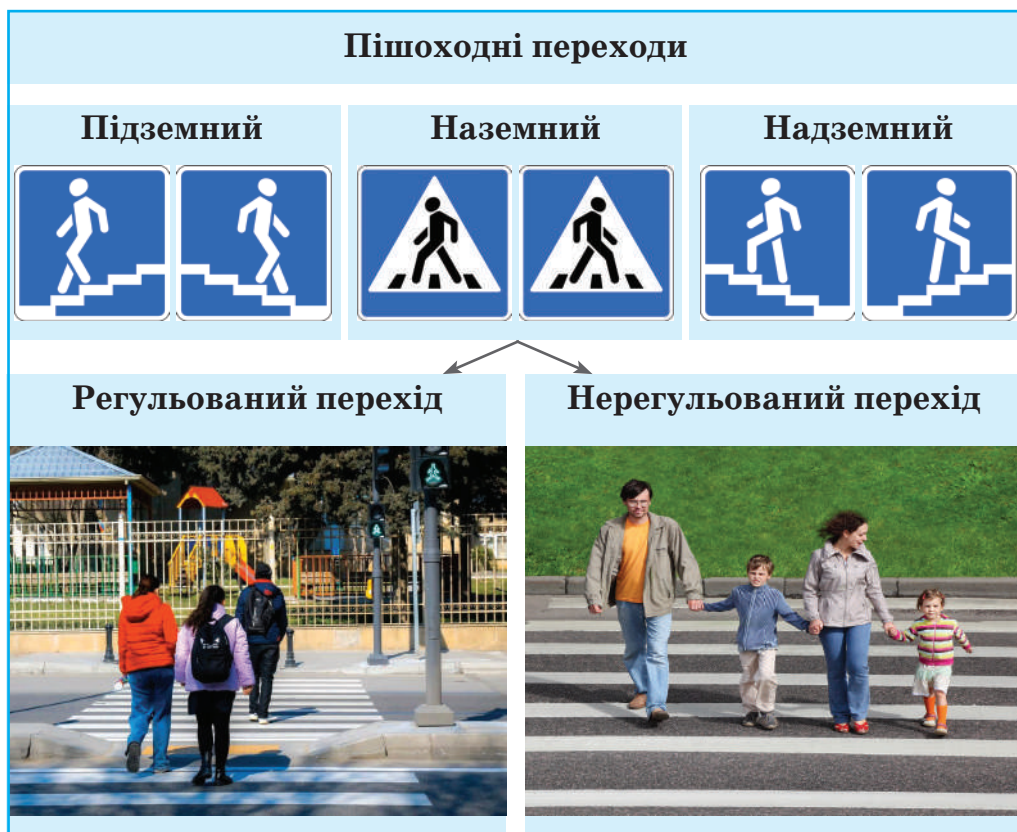 Пішоходні переходи
Підземний
Наземний
Надземний
Регульований перехід
Нерегульований перехід